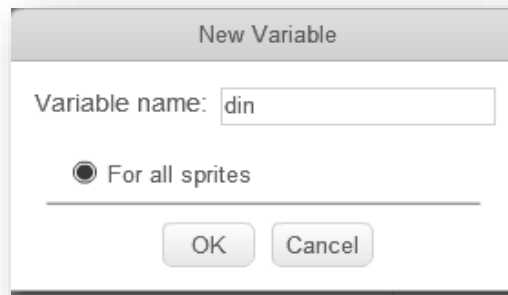 New Variable
Variable name: din
For all sprites
OK Cancel